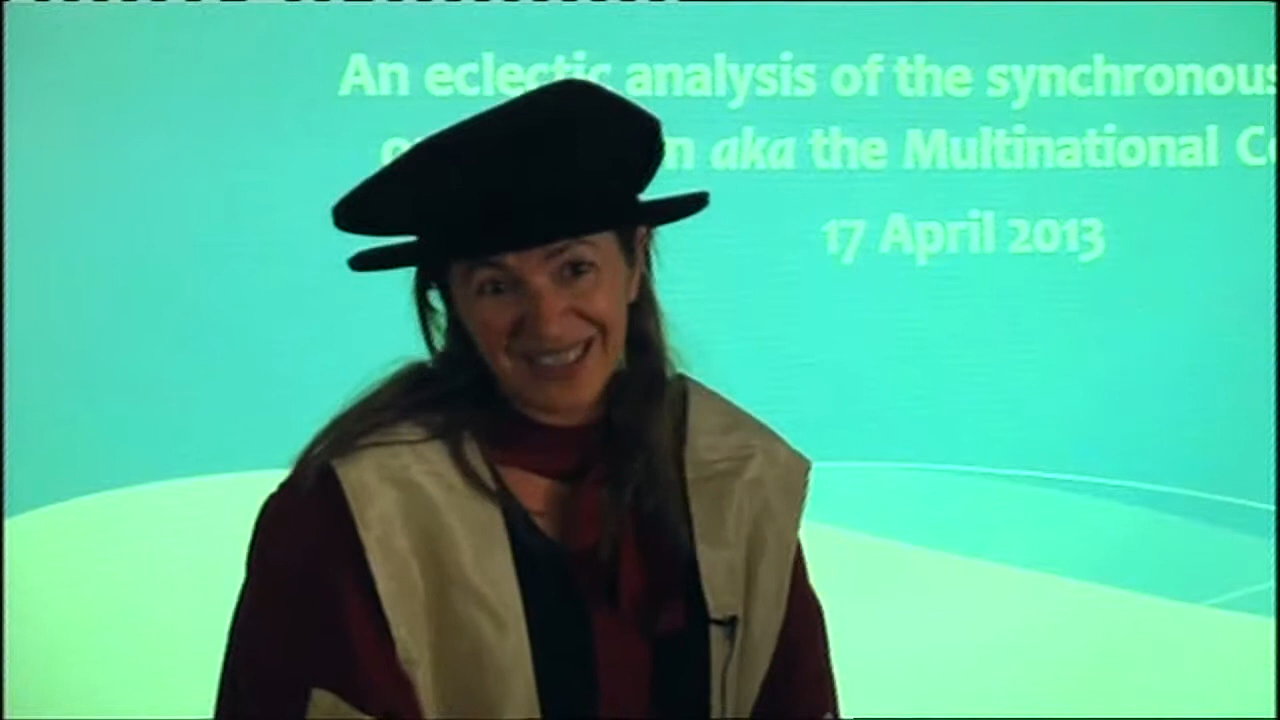 An eclectic analysis of the synchronous
aka the Multinational
17 April 2013